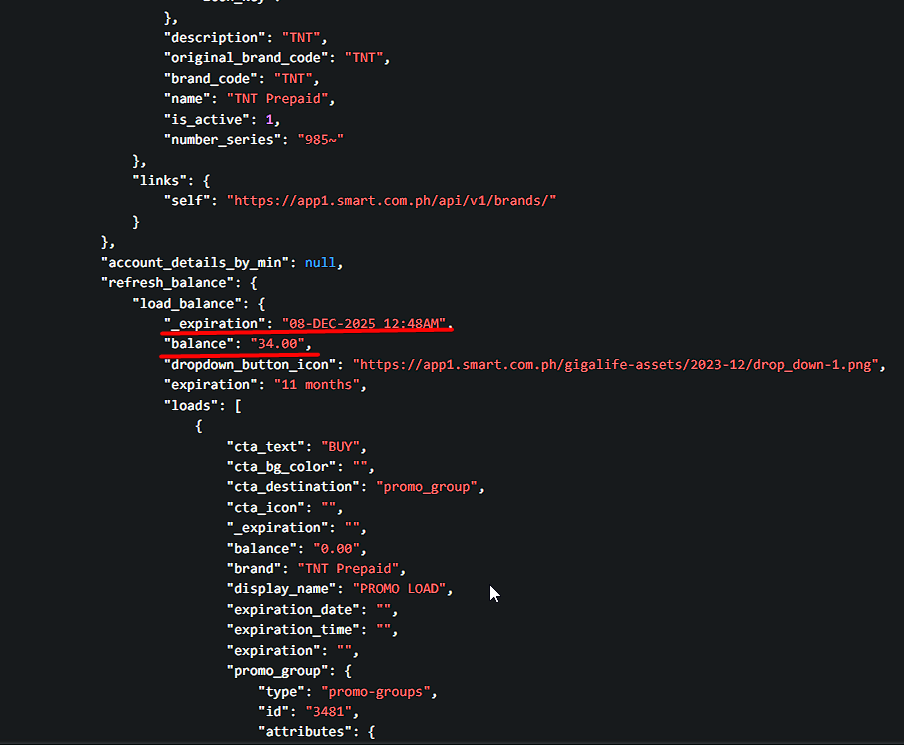 },
"description": "TNT",
"original_brand_code": "TNT",
"brand_code": "TNT",
"name": "TNT Prepaid",
"is_active": 1,
"number_series": "985~"
},
"links": {
"self": "https://app1.smart.com.ph/api/v1/brands/"
}
},
"account_details_by_min": null,
"refresh_balance": {
"load_balance": {
"_expiration": "08-DEC-2025 12:48AM",
"balance": "34.00",
"dropdown_button_icon": "https://app1.smart.com.ph/gigalife-assets/2023-12/drop_down-1.png",
"expiration": "11 months",
"loads": [
{
"cta_text": "BUY",
"cta_bg_color": "",
"cta_destination": "promo_group",
"cta_icon": "",
"_expiration": "",
"balance": "0.00",
"brand": "TNT Prepaid",
"display_name": "PROMO LOAD",
"expiration_date": "",
"expiration_time": "",
"expiration": "",
"promo_group": {
"type": "promo-groups",
"id": "3481",
"attributes": {